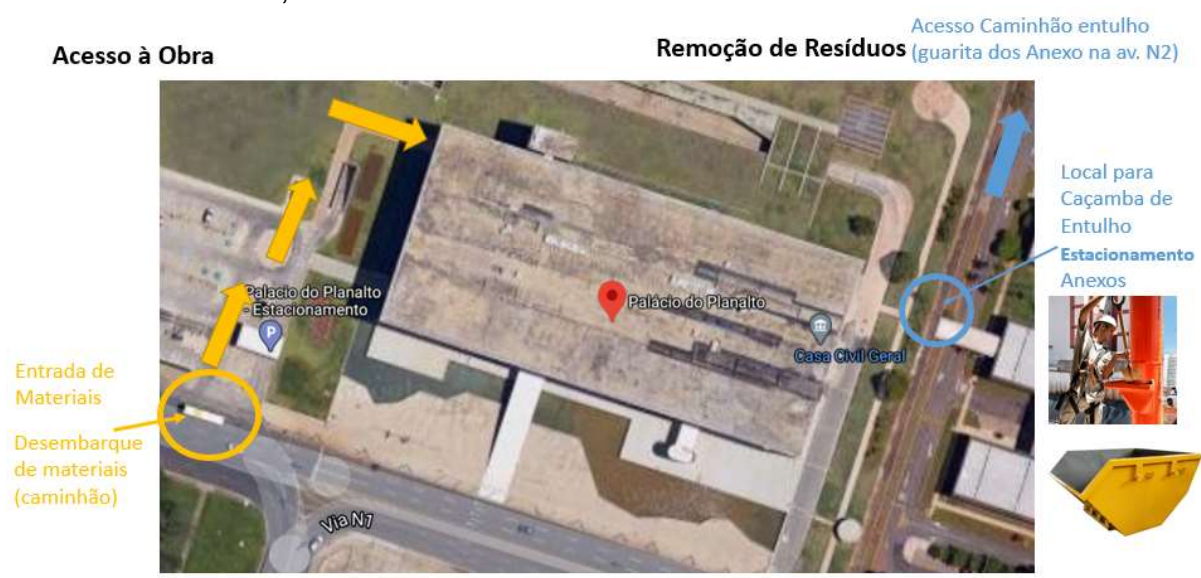 Acesso à Obra
Remoção de Resíduos
Acesso Caminhão entulho
(guarita dos Anexo na av. N2)
Local para
Caçamba de
Entulho
Estacionamento
Anexos
Palacio do Planalto
- Estacionamento
P
Palácio do Planalto
Casa Civil Geral
Entrada de
Materiais
Desembarque
de materiais
(caminhão)
Via N1